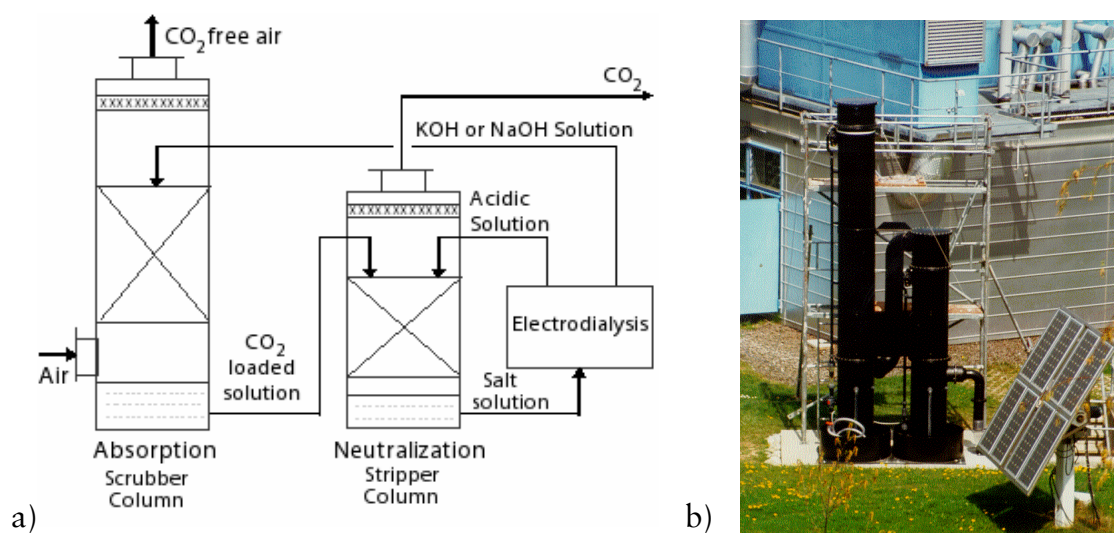 a)
CO2 free air
XXXXXXXXXXXXX
CO2
KOH or NaOH Solution
Acidic
Solution
XXXXXXXXXXXXX
Electrodialysis
Air
CO2
loaded
solution
Salt
solution
Absorption
Scrubber
Column
Neutralization
Stripper
Column
b)